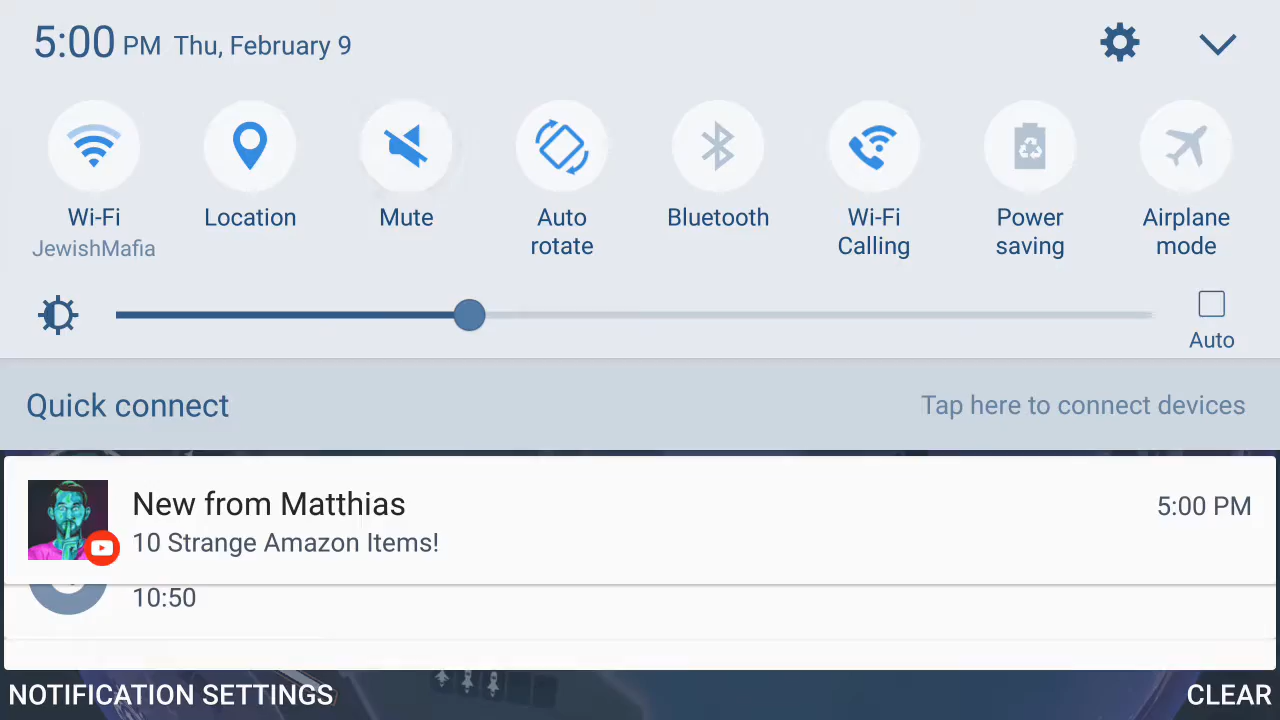 5:00 PM Thu, February 9
Wi-Fi
JewishMafia
Location
Mute
Auto
rotate
Bluetooth
Wi-Fi
Calling
Power
saving
Airplane
mode
Auto
Quick connect
Tap here to connect devices
New from Matthias
5:00 PM
10 Strange Amazon Items!
10:50
NOTIFICATION SETTINGS
CLEAR